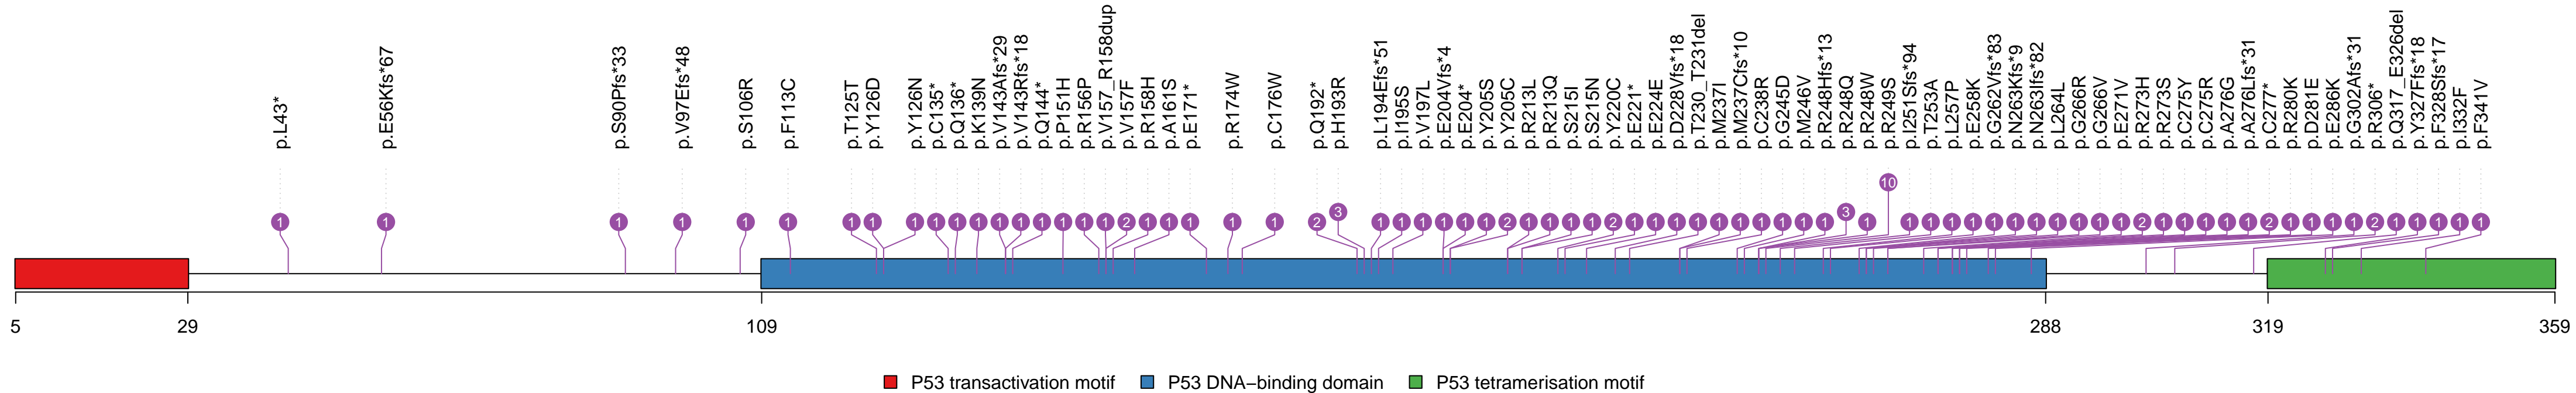 p.L43*
p.E56Kfs*67
p.S90Pfs*33
p.V97Efs*48
p.S106R
p.F113C
p.T125T
p.Y126D
p.Y126N
p.C135*
p.Q136*
p.K139N
p.V143Afs*29
p.V143Rfs*18
p.Q144*
p.P151H
p.R156P
p.V157_R158dup
p.V157F
p.R158H
p.A161S
p.E171*
p.R174W
p.C176W
p.Q192*
p.H193R
p.L194Efs*51
p.I195S
p.V197L
p.E204Vfs*4
p.E204*
p.Y205S
p.Y205C
p.R213L
p.R213Q
p.S215I
p.S215N
p.Y220C
p.E221*
p.E224E
p.D228Vfs*18
p.T230_T231del
p.M237I
p.M237Cfs*10
p.C238R
p.G245D
p.M246V
p.R248Hfs*13
p.R248Q
p.R248W
p.R249S
p.I251Sfs*94
p.T253A
p.L257P
p.E258K
p.G262Vfs*83
p.N263Kfs*9
p.N263Ifs*82
p.L264L
p.G266R
p.G266V
p.E271V
p.R273H
p.R273S
p.C275Y
p.C275R
p.A276G
p.A276Lfs*31
p.C277*
p.R280K
p.D281E
p.E286K
p.G302Afs*31
p.R306*
p.Q317_E326del
p.Y327Ffs*18
p.F328Sfs*17
p.I332F
p.F341V
1 1 1 1 1 1 1 1 1 1 1 1 1 1 1 1 1 1 2 1 1 1 1 1 2 3 1 1 1 1 1 1 2 1 1 1 1 2 1 1 1 1 1 1 1 1 1 1 3 1 10 1 1 1 1 1 1 1 1 1 1 1 2 1 1 1 1 1 2 1 1 1 1 2 1 1 1 1 1
5 29 109 288 319 359
P53 transactivation motif P53 DNA−binding domain P53 tetramerisation motif